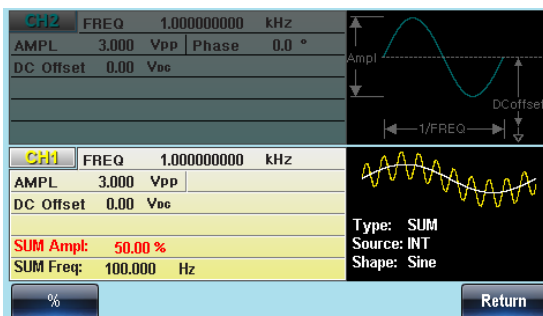 CH2 FREQ 1.000000000 kHz
AMPL 3.000 Vpp Phase 0.0 °
DC Offset 0.00 VDC
Ampl
DCoffset
1/FREQ
CH1 FREQ 1.000000000 kHz
AMPL 3.000 Vpp
DC Offset 0.00 VDC
SUM Ampl: 50.00 %
SUM Freq: 100.000 Hz
Type: SUM
Source: INT
Shape: Sine
% Return